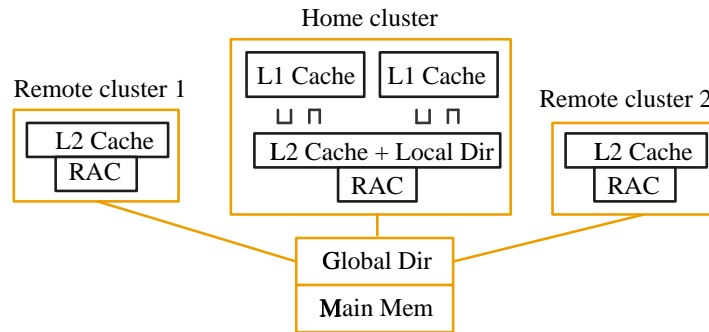 Home cluster
L1 Cache
L1 Cache
Remote cluster 1
Remote cluster 2
L2 Cache
RAC
L2 Cache + Local Dir
RAC
L2 Cache
RAC
Global Dir
Main Mem